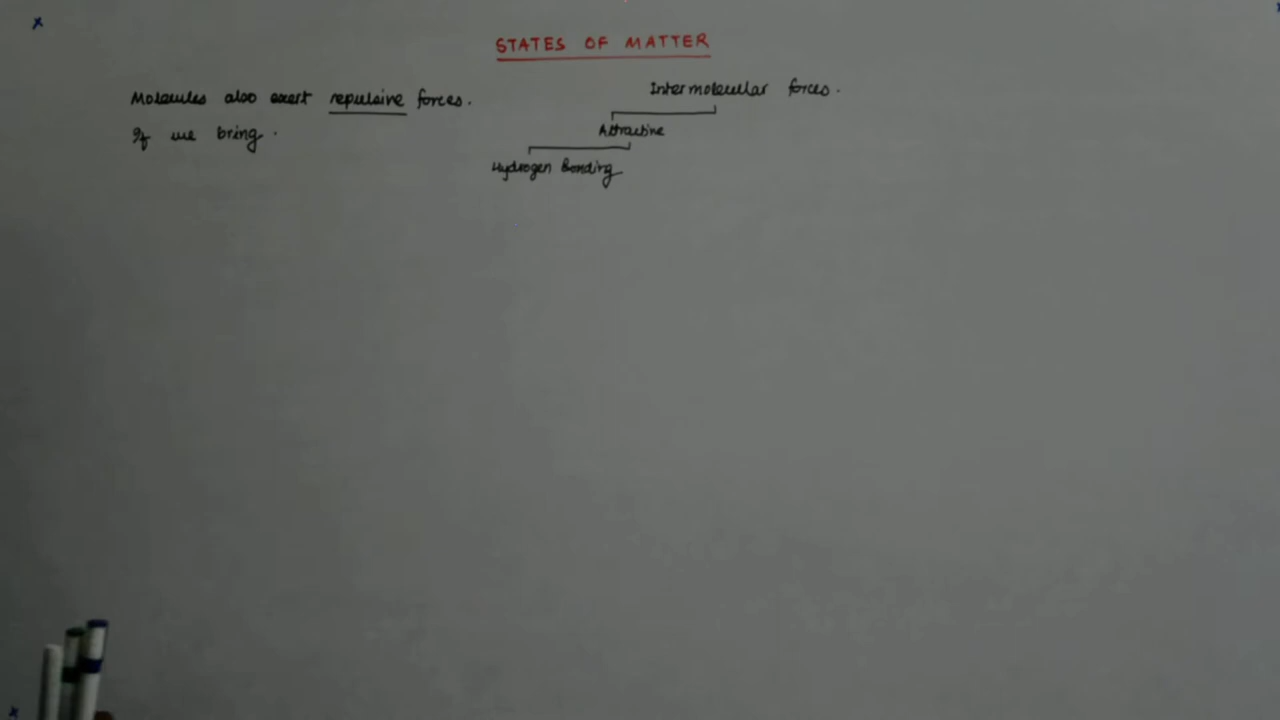 STATES OF MATTER
Molecules also exert repulsive forces.
If we bring.
Intermolecular forces.
Attractive
Hydrogen Bonding